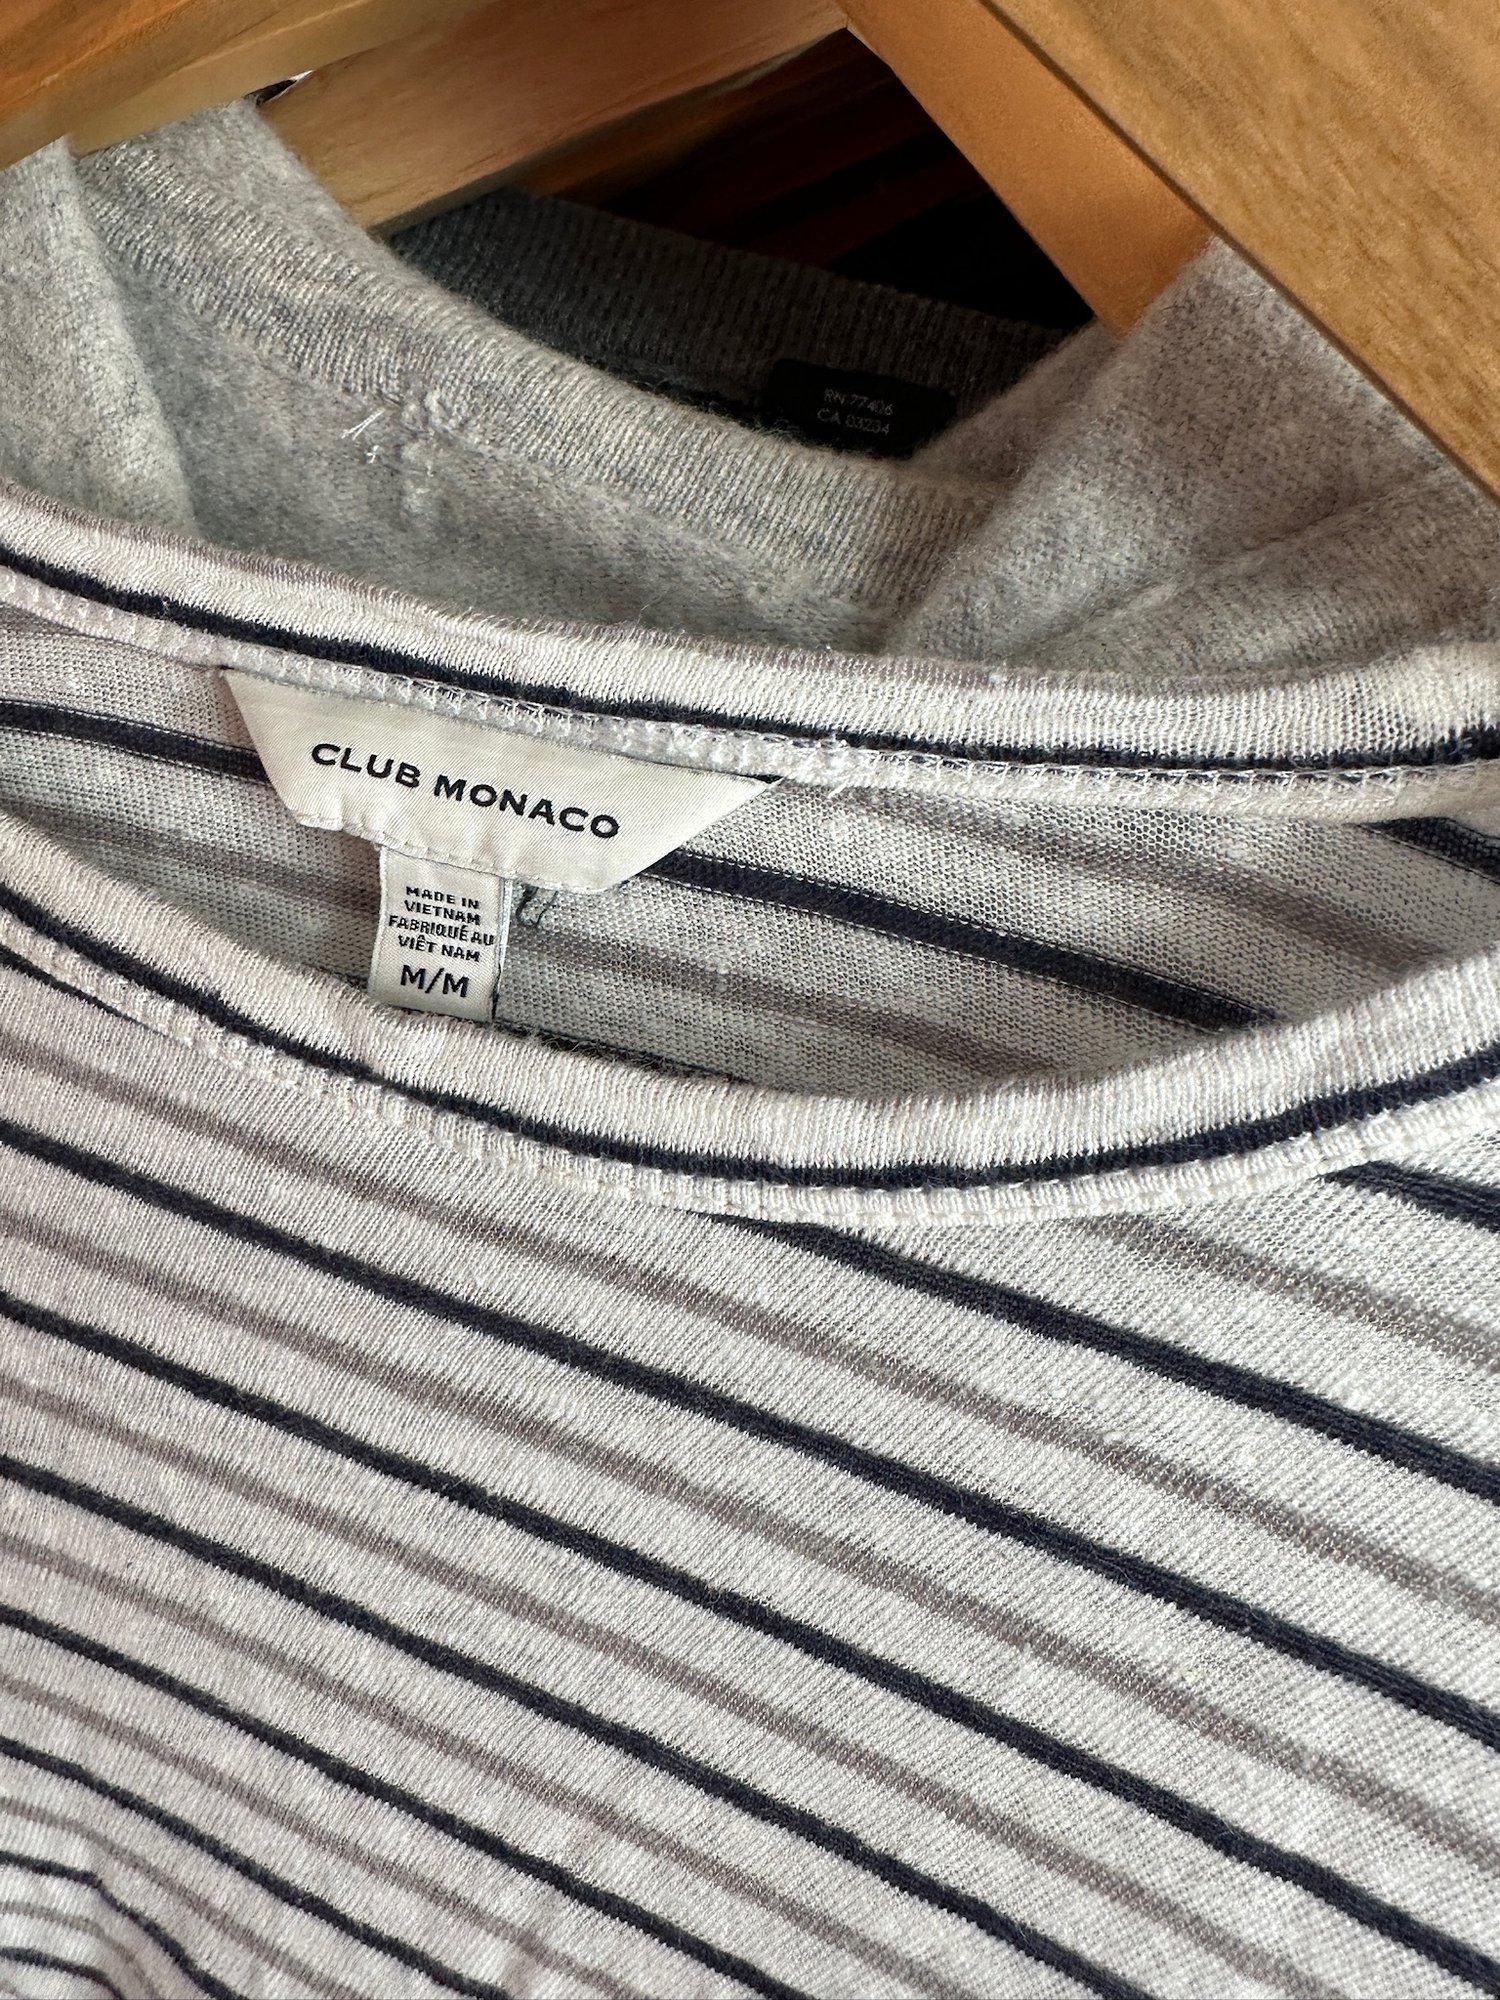 RN 77406
CA 03234
CLUB MONACO
MADE IN
VIETNAM
FABRIQUÉ AU
VIÊT NAM
M/M